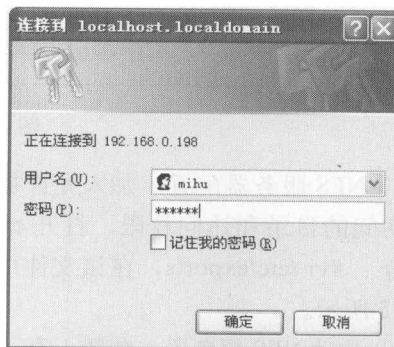 连接到 localhost.localdomain
正在连接到 192.168.0.198
用户名(U):
mihu
密码(P):
******
记住我的密码(R)
确定
取消